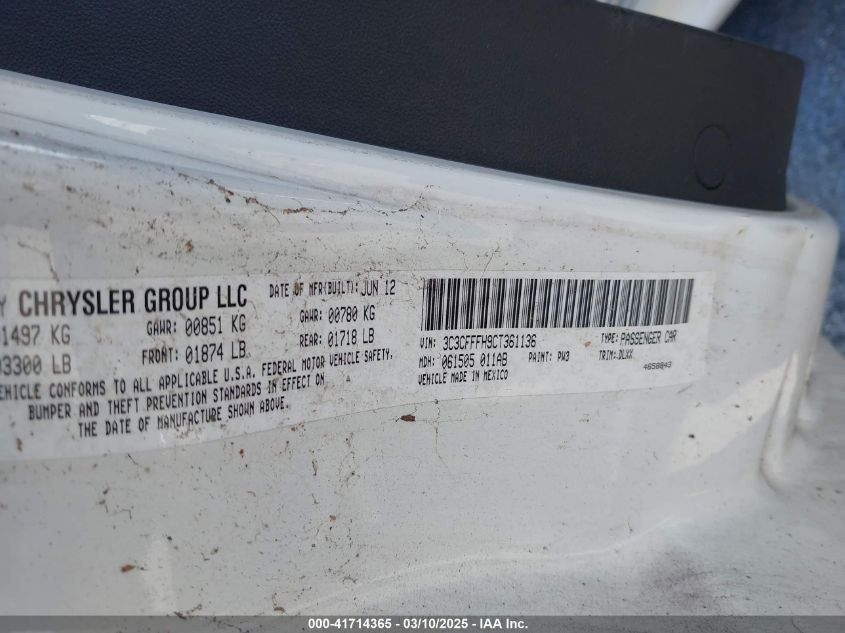 Y CHRYSLER GROUP LLC
DATE OF MFR(BUILT): JUN 12
1497 KG GAWR: 00851 KG GAWR: 00780 KG
3300 LB FRONT: 01874 LB REAR: 01718 LB
VEHICLE CONFORMS TO ALL APPLICABLE U.S.A. FEDERAL MOTOR VEHICLE SAFETY,
BUMPER AND THEFT PREVENTION STANDARDS IN EFFECT ON
THE DATE OF MANUFACTURE SHOWN ABOVE.
VIN: 3C3CFFFH9CT361136 TYPE: PASSENGER CAR
MDH: 061505 011AB PAINT: PW3 TRIM: DLXX
VEHICLE MADE IN MEXICO 4658843
000-41714365 - 03/10/2025 - IAA Inc.